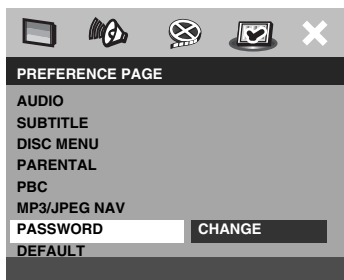 PREFERENCE PAGE
AUDIO
SUBTITLE
DISC MENU
PARENTAL
PBC
MP3/JPEG NAV
PASSWORD CHANGE
DEFAULT